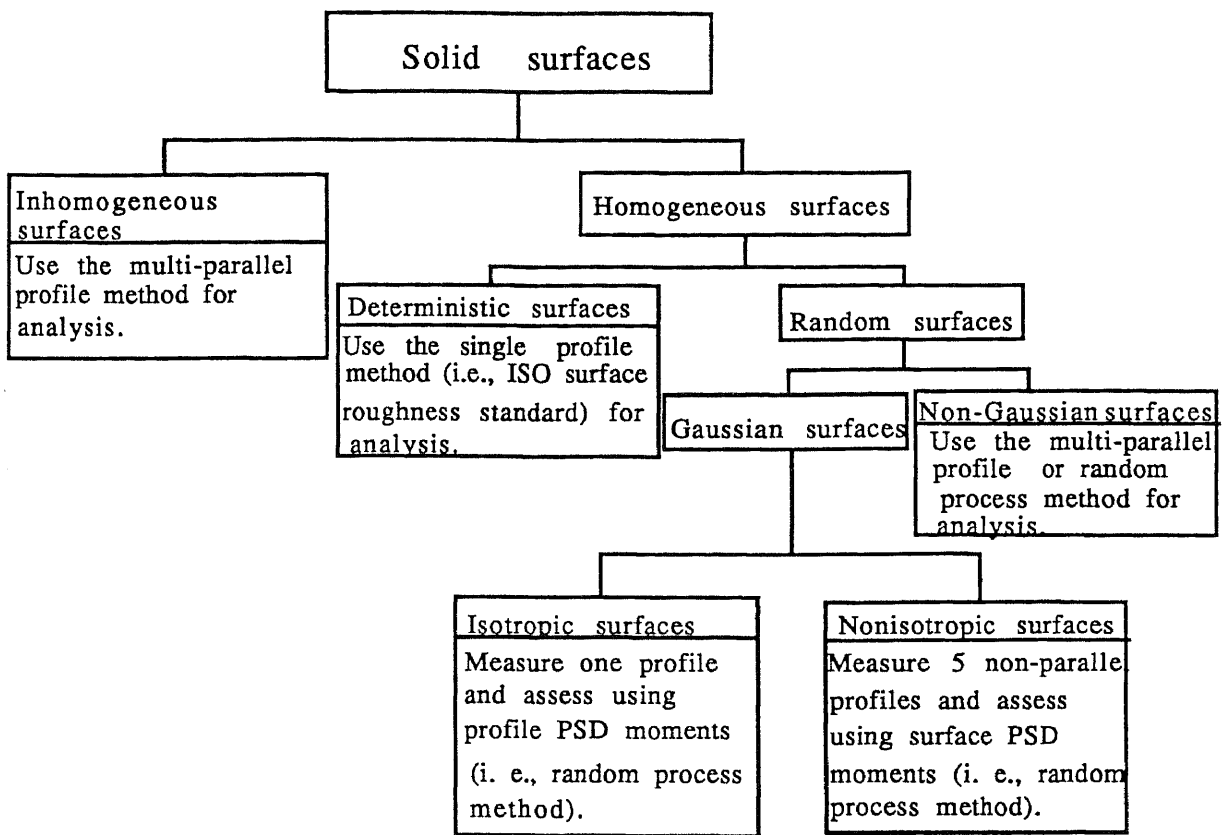 Solid surfaces
Inhomogeneous
surfaces
Use the multi-parallel
profile method for
analysis.
Homogeneous surfaces
Deterministic surfaces
Use the single profile
method (i.e., ISO surface
roughness standard) for
analysis.
Random surfaces
Gaussian surfaces
Non-Gaussian surfaces
Use the multi-parallel
profile or random
process method for
analysis.
Isotropic surfaces
Measure one profile
and assess using
profile PSD moments
(i. e., random process
method).
Nonisotropic surfaces
Measure 5 non-paralle
profiles and assess
using surface PSD
moments (i. e., random
process method).